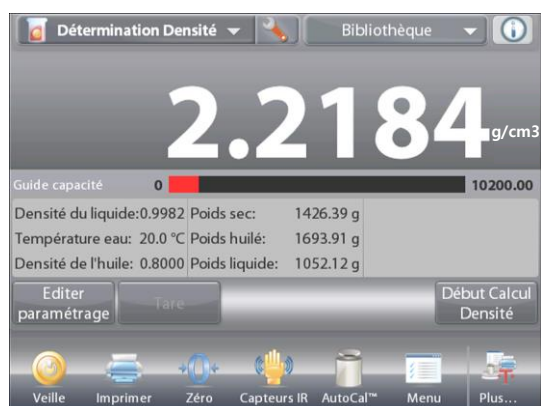 Détermination Densité
Bibliothèque
2.2184 g/cm3
Guide capacité 0 10200.00
Densité du liquide:0.9982 Poids sec: 1426.39 g
Température eau: 20.0 °C Poids huilé: 1693.91 g
Densité de l'huile: 0.8000 Poids liquide: 1052.12 g
Editer
paramétrage
Tare
Début Calcul
Densité
Veille Imprimer Zéro Capteurs IR AutoCal™ Menu Plus...